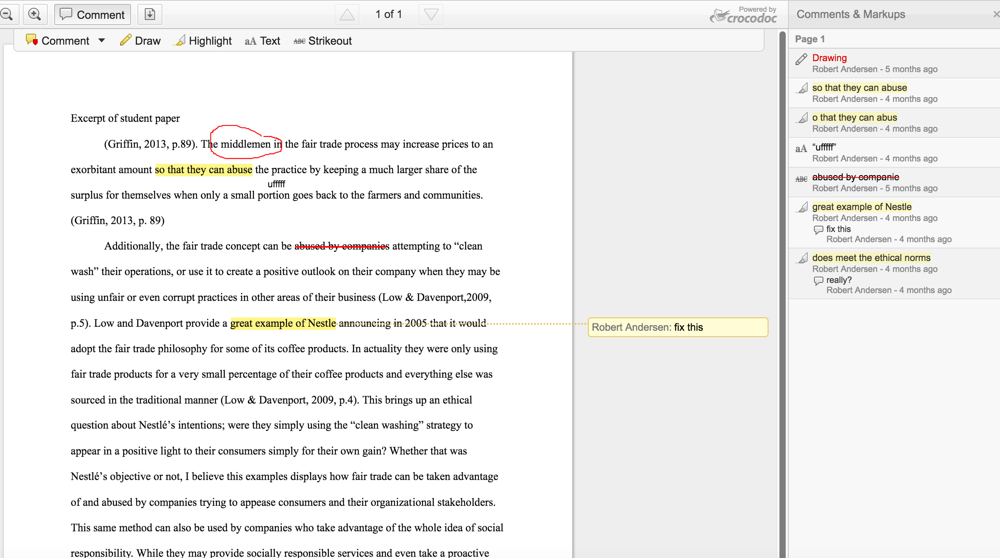 Comment
1 of 1
Powered by
crocodoc
Comments & Markups
Comment Draw Highlight aA Text ABC Strikeout
Excerpt of student paper
(Griffin, 2013, p.89). The middlemen in the fair trade process may increase prices to an
exorbitant amount so that they can abuse the practice by keeping a much larger share of the
ufffff
surplus for themselves when only a small portion goes back to the farmers and communities.
(Griffin, 2013, p. 89)
Additionally, the fair trade concept can be abused by companies attempting to “clean
wash” their operations, or use it to create a positive outlook on their company when they may be
using unfair or even corrupt practices in other areas of their business (Low & Davenport,2009,
p.5). Low and Davenport provide a great example of Nestle announcing in 2005 that it would
adopt the fair trade philosophy for some of its coffee products. In actuality they were only using
fair trade products for a very small percentage of their coffee products and everything else was
sourced in the traditional manner (Low & Davenport, 2009, p.4). This brings up an ethical
question about Nestlé’s intentions; were they simply using the “clean washing” strategy to
appear in a positive light to their consumers simply for their own gain? Whether that was
Nestlé’s objective or not, I believe this examples displays how fair trade can be taken advantage
of and abused by companies trying to appease consumers and their organizational stakeholders.
This same method can also be used by companies who take advantage of the whole idea of social
responsibility. While they may provide socially responsible services and even take a proactive
Robert Andersen: fix this
Page 1
Drawing
Robert Andersen - 5 months ago
so that they can abuse
Robert Andersen - 4 months ago
o that they can abus
Robert Andersen - 4 months ago
aA “ufffff”
Robert Andersen - 4 months ago
ABC abused by companie
Robert Andersen - 5 months ago
great example of Nestle
Robert Andersen - 4 months ago
fix this
Robert Andersen - 4 months ago
does meet the ethical norms
Robert Andersen - 4 months ago
really?
Robert Andersen - 4 months ago